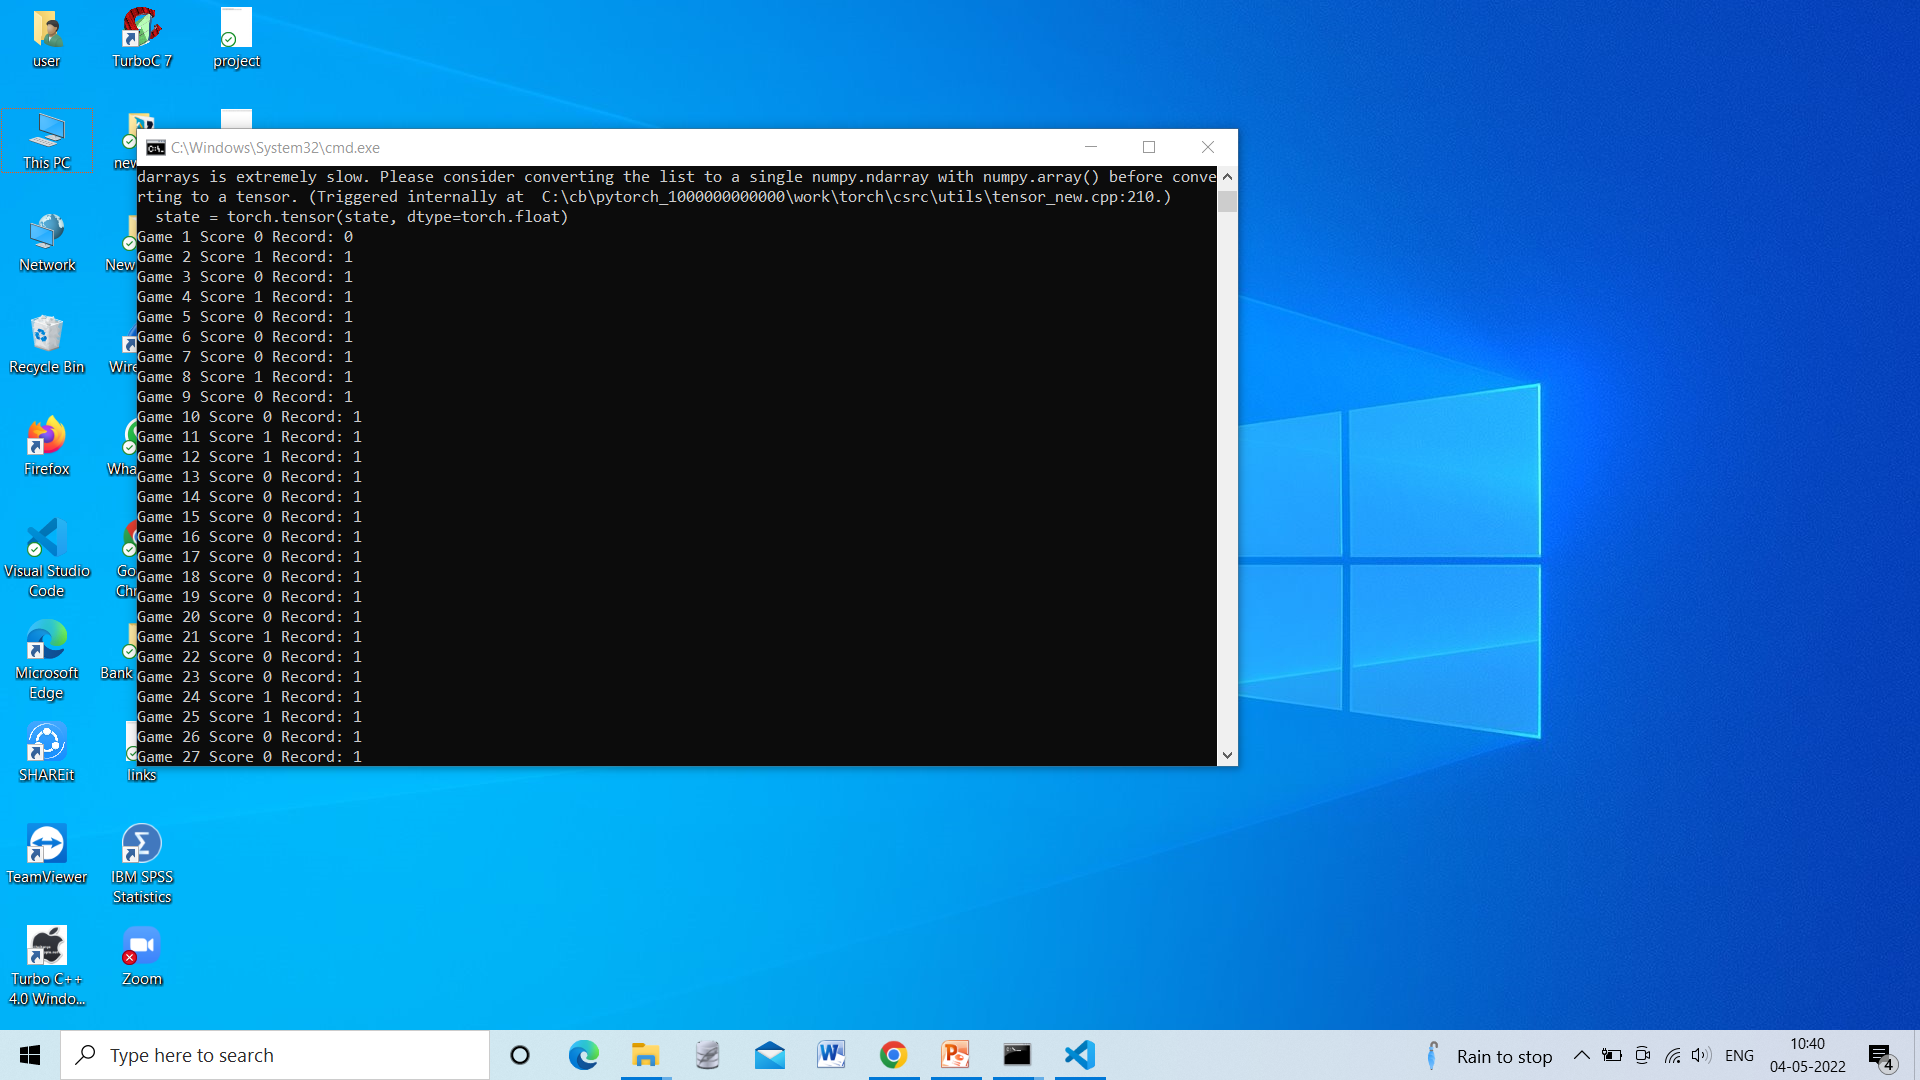 user
TurboC 7
project
This PC
new
Network
New
Recycle Bin
Wire
Firefox
Wha
Visual Studio
Code
Go
Chr
Microsoft
Edge
Bank
SHAREit
links
TeamViewer
IBM SPSS
Statistics
Turbo C++
4.0 Windo...
Zoom
C:\Windows\System32\cmd.exe
darrays is extremely slow. Please consider converting the list to a single numpy.ndarray with numpy.array() before conve
rting to a tensor. (Triggered internally at  C:\cb\pytorch_1000000000000\work\torch\csrc\utils\tensor_new.cpp:210.)
  state = torch.tensor(state, dtype=torch.float)
Game 1 Score 0 Record: 0
Game 2 Score 1 Record: 1
Game 3 Score 0 Record: 1
Game 4 Score 1 Record: 1
Game 5 Score 0 Record: 1
Game 6 Score 0 Record: 1
Game 7 Score 0 Record: 1
Game 8 Score 1 Record: 1
Game 9 Score 0 Record: 1
Game 10 Score 0 Record: 1
Game 11 Score 1 Record: 1
Game 12 Score 1 Record: 1
Game 13 Score 0 Record: 1
Game 14 Score 0 Record: 1
Game 15 Score 0 Record: 1
Game 16 Score 0 Record: 1
Game 17 Score 0 Record: 1
Game 18 Score 0 Record: 1
Game 19 Score 0 Record: 1
Game 20 Score 0 Record: 1
Game 21 Score 1 Record: 1
Game 22 Score 0 Record: 1
Game 23 Score 0 Record: 1
Game 24 Score 1 Record: 1
Game 25 Score 1 Record: 1
Game 26 Score 0 Record: 1
Game 27 Score 0 Record: 1
Type here to search
Rain to stop
ENG
10:40
04-05-2022
4